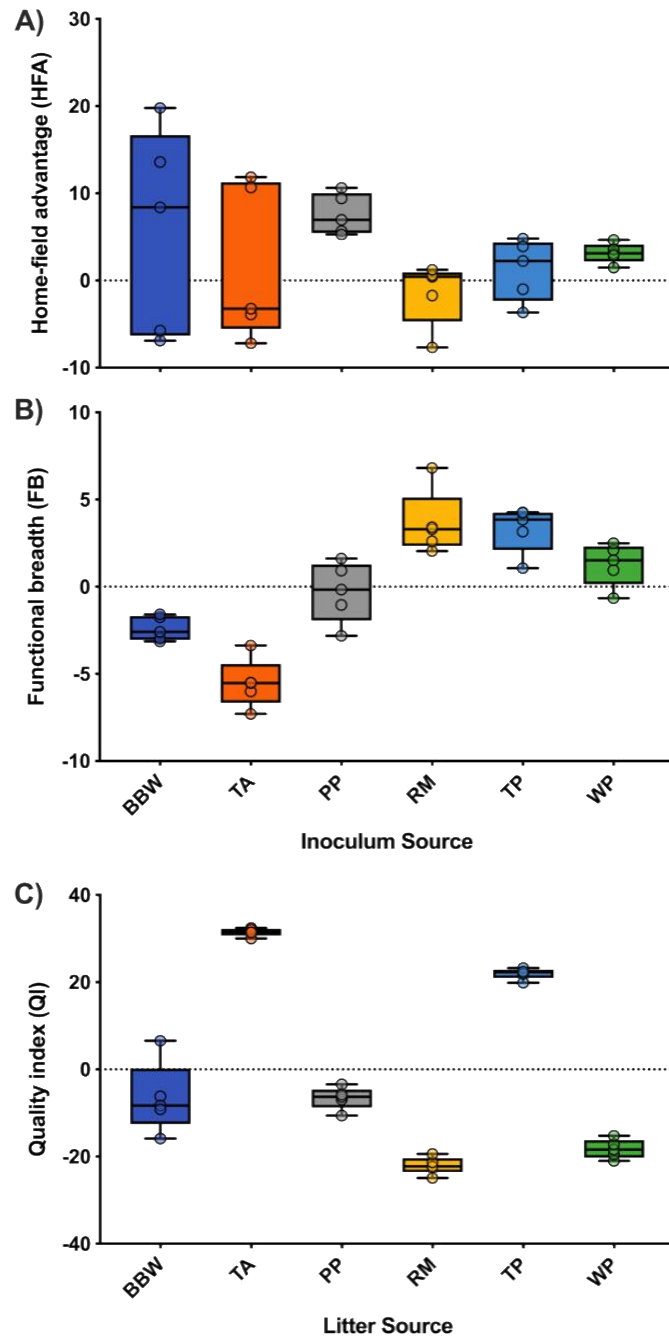 A)
Home-field advantage (HFA)
30
20
10
0
-10
B)
Functional breadth (FB)
10
5
0
-5
-10
BBW TA PP RM TP WP
Inoculum Source
C)
Quality index (QI)
40
20
0
-20
-40
BBW TA PP RM TP WP
Litter Source